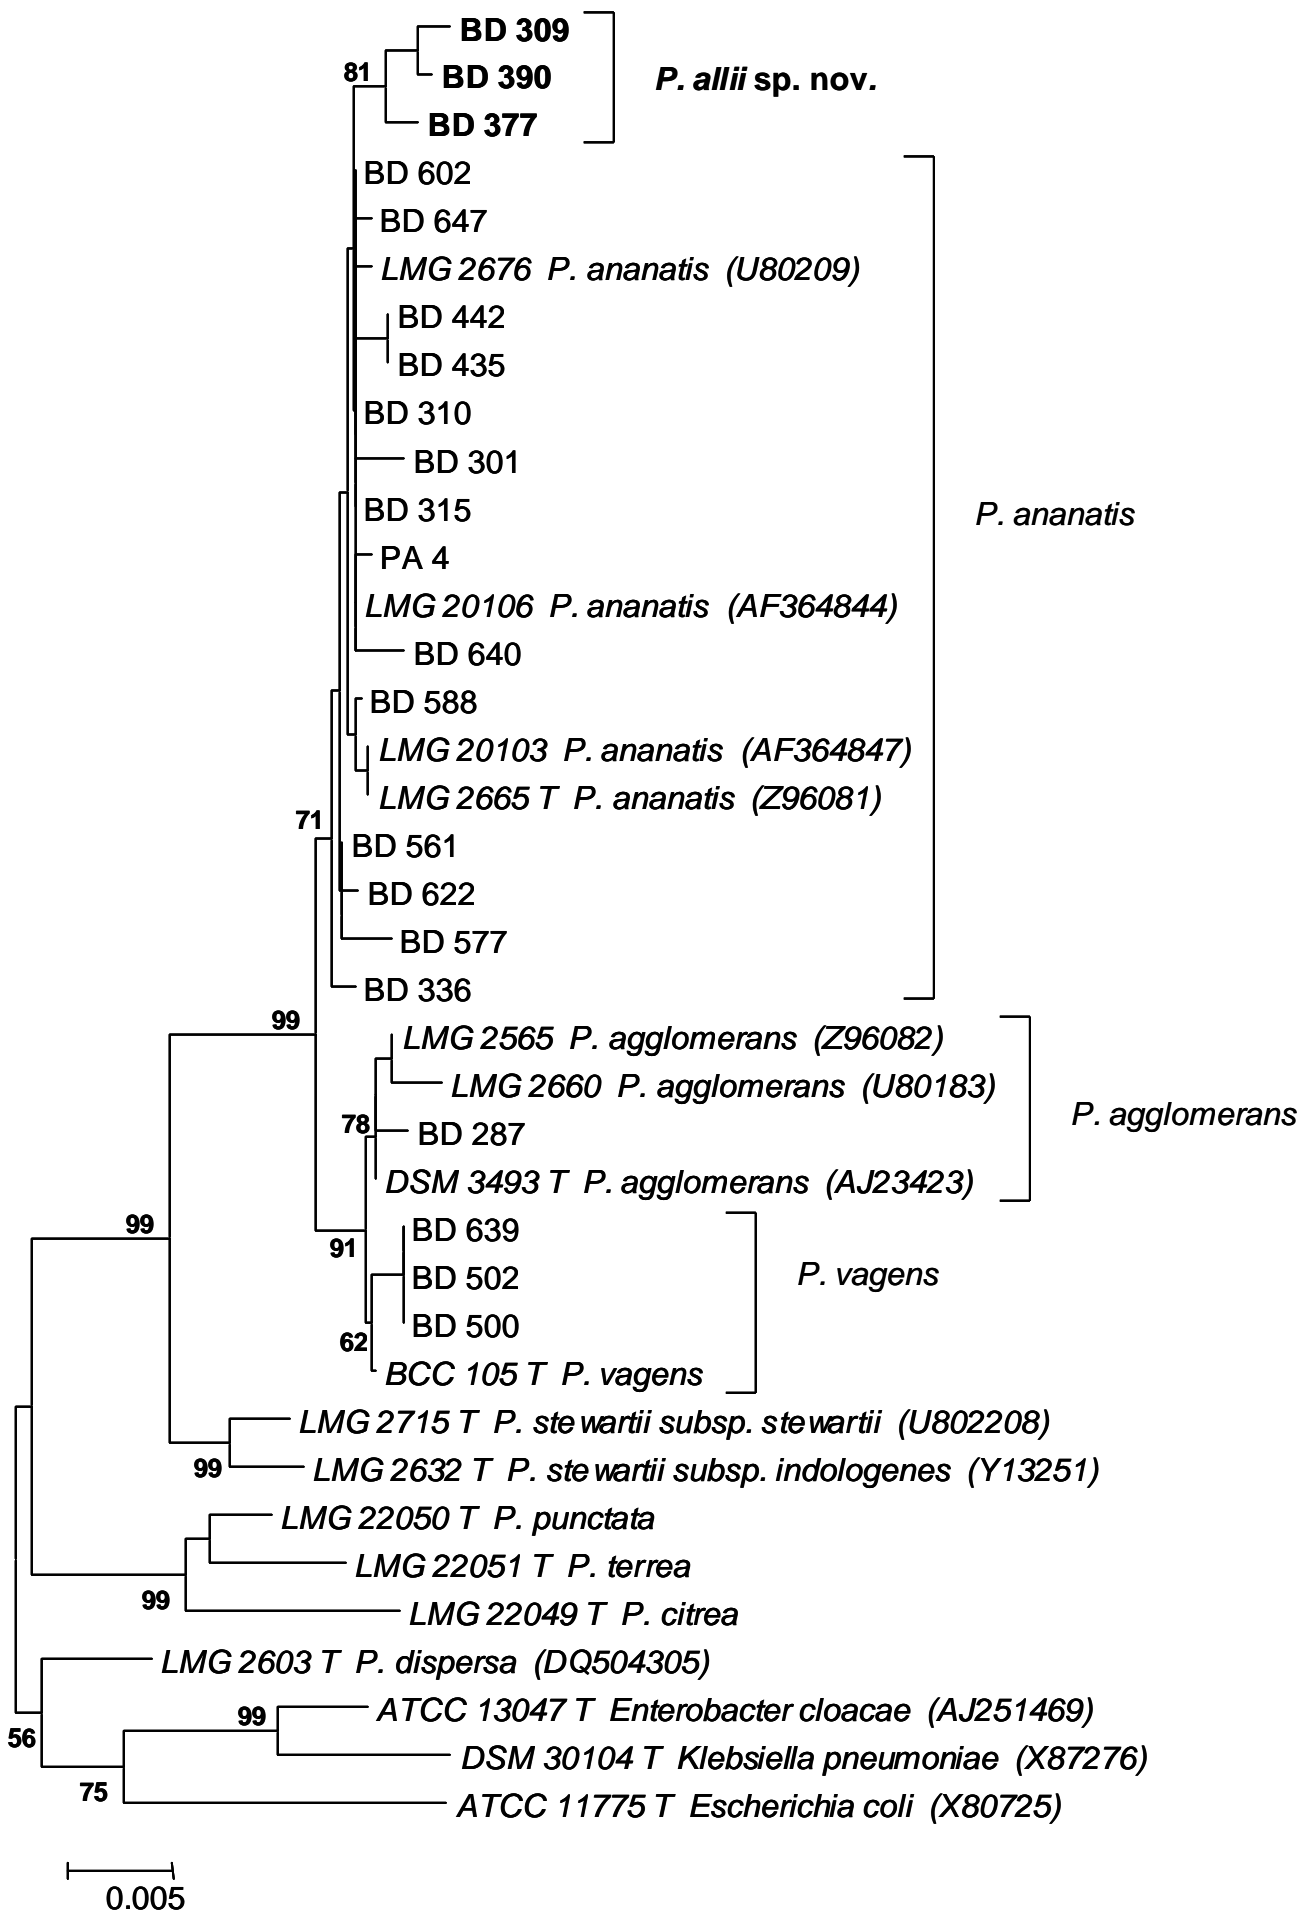 BD 309
81
BD 390
P. allii sp. nov.
BD 377
BD 602
BD 647
LMG 2676 P. ananatis (U80209)
BD 442
BD 435
BD 310
BD 301
BD 315
P. ananatis
PA 4
LMG 20106 P. ananatis (AF364844)
BD 640
BD 588
LMG 20103 P. ananatis (AF364847)
LMG 2665 T P. ananatis (Z96081)
71
BD 561
BD 622
BD 577
BD 336
99
LMG 2565 P. agglomerans (Z96082)
LMG 2660 P. agglomerans (U80183)
P. agglomerans
78
BD 287
DSM 3493 T P. agglomerans (AJ23423)
99
BD 639
91
BD 502
P. vagens
BD 500
62
BCC 105 T P. vagens
LMG 2715 T P. stewartii subsp. stewartii (U802208)
99
LMG 2632 T P. stewartii subsp. indologenes (Y13251)
LMG 22050 T P. punctata
LMG 22051 T P. terrea
99
LMG 22049 T P. citrea
LMG 2603 T P. dispersa (DQ504305)
99
ATCC 13047 T Enterobacter cloacae (AJ251469)
56
DSM 30104 T Klebsiella pneumoniae (X87276)
75
ATCC 11775 T Escherichia coli (X80725)
0.005